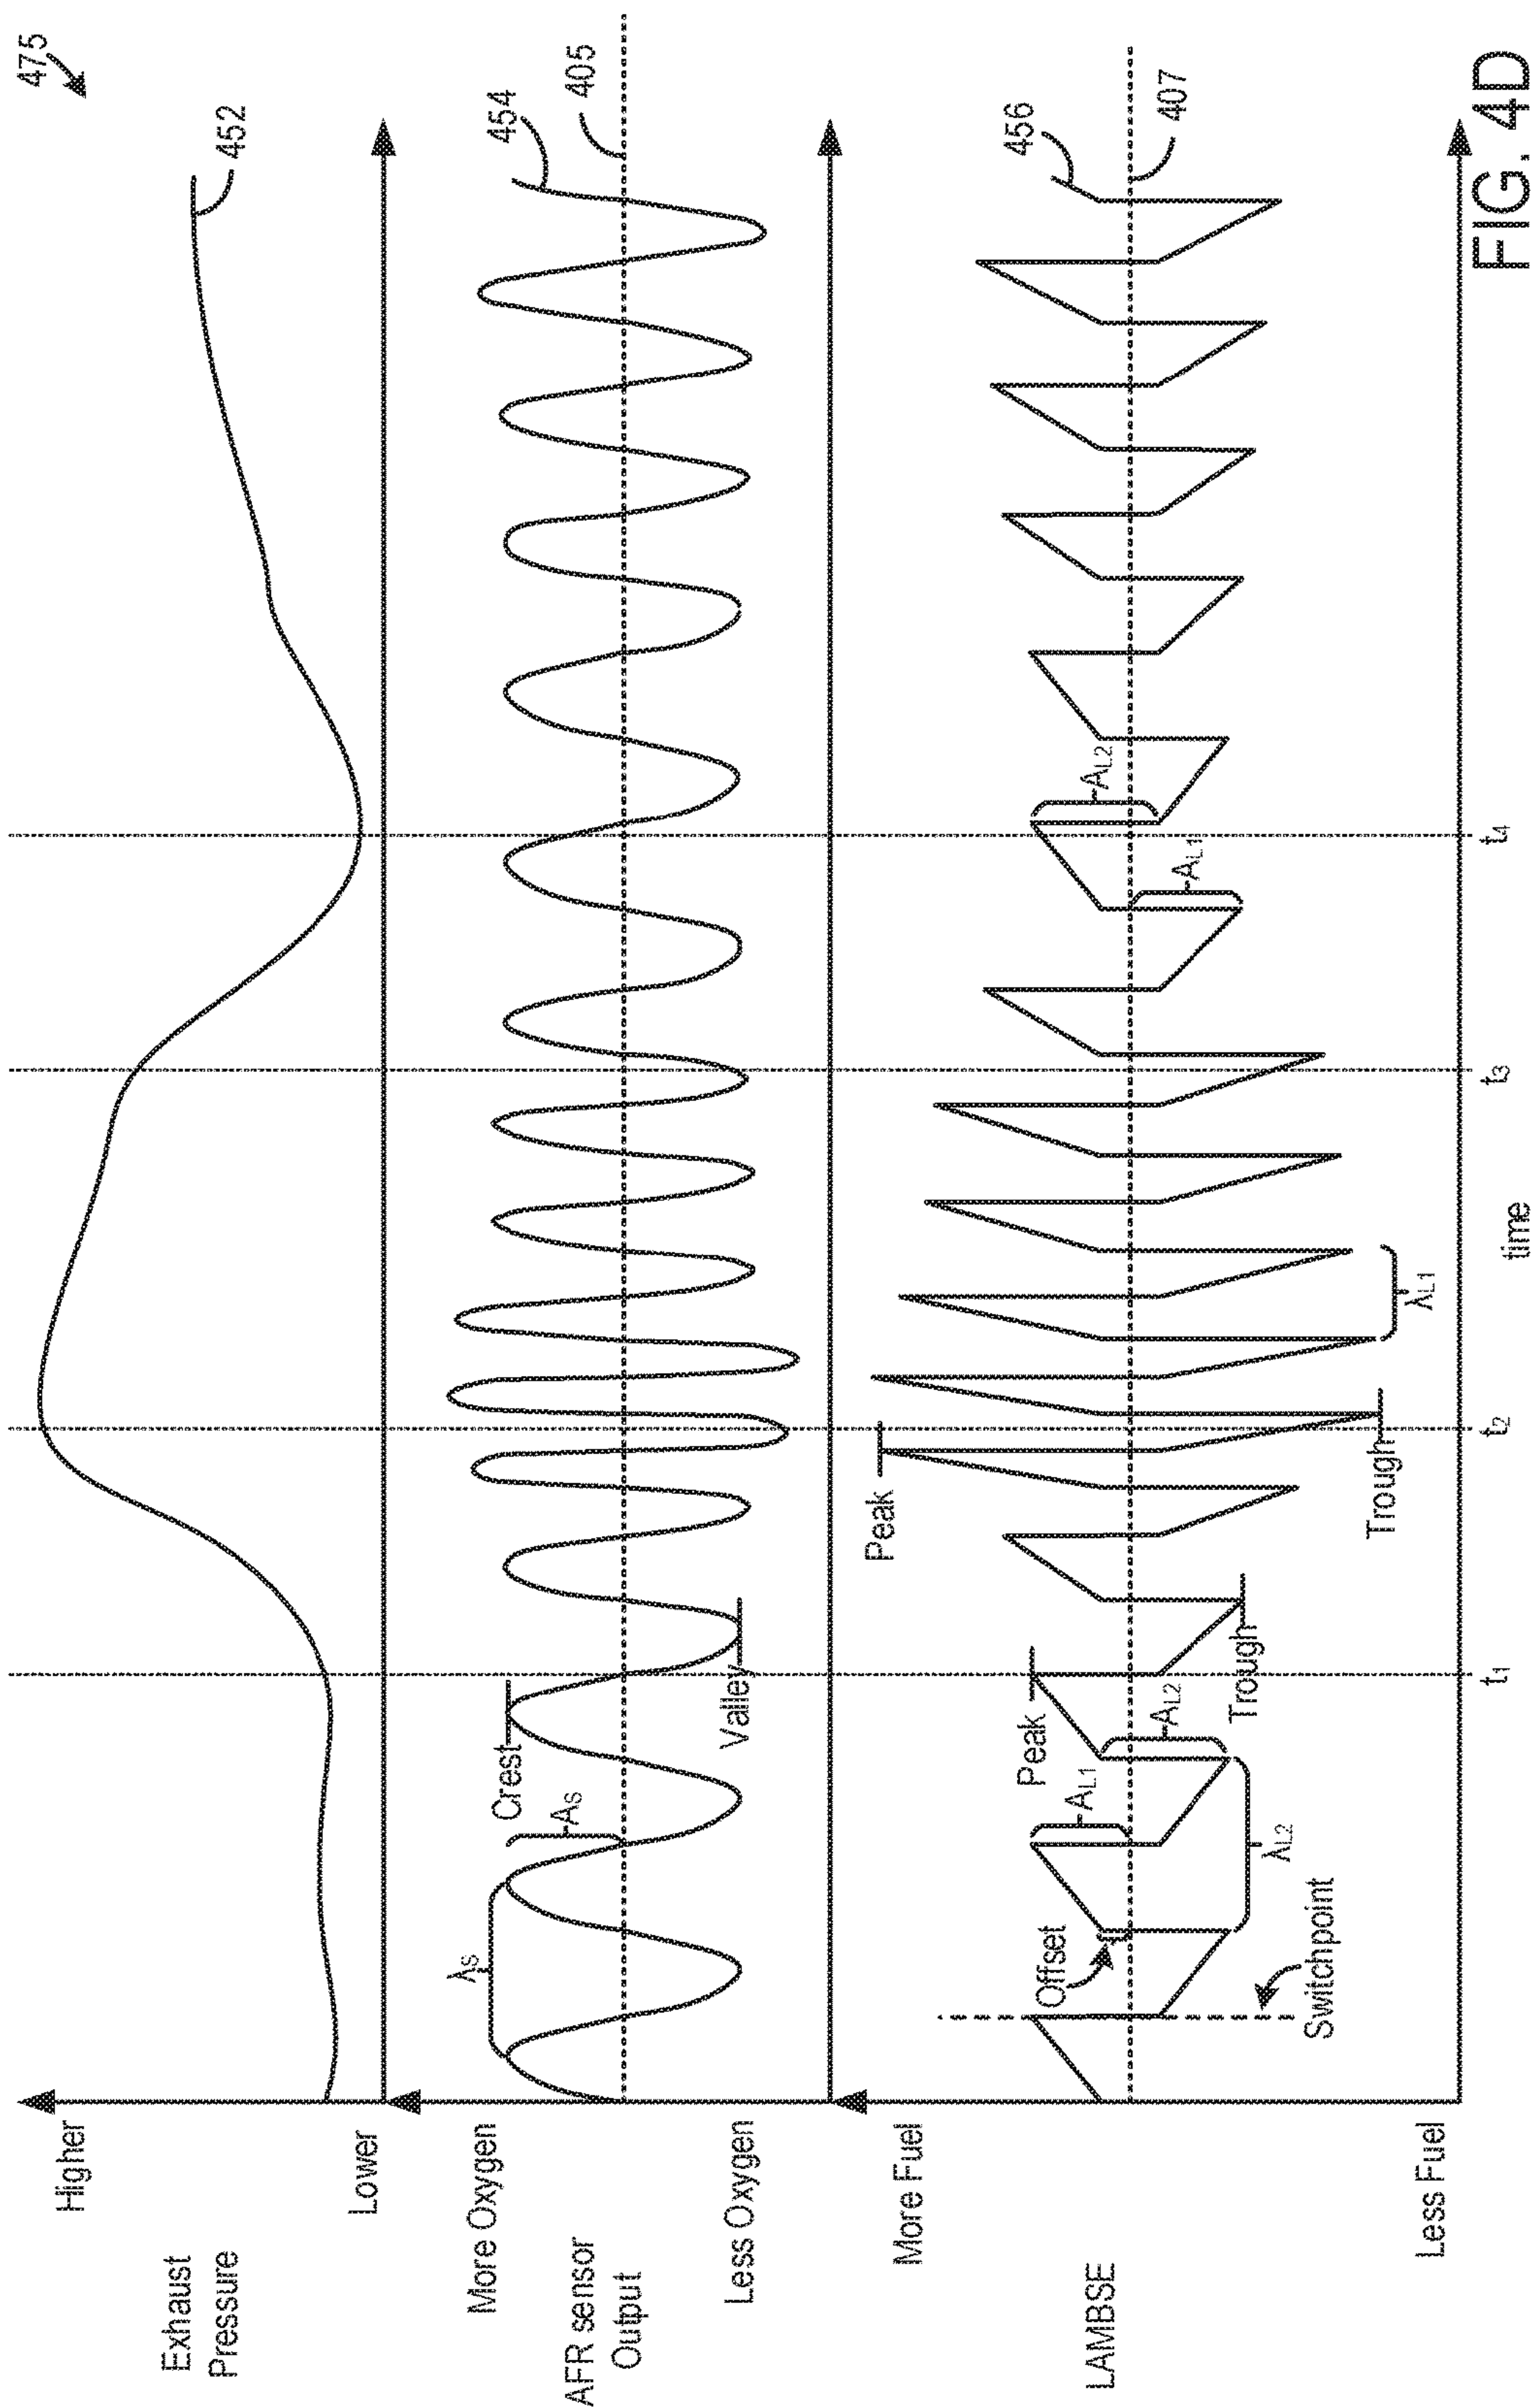 475
Higher
Exhaust
Pressure
Lower
452
More Oxygen
AFR sensor
Output
Less Oxygen
λS
AS
Crest
Valley
454
405
More Fuel
LAMBSE
Less Fuel
Offset
Switchpoint
AL1
λL2
AL2
Peak
Trough
Peak
Trough
λL1
AL1
AL2
456
407
t1
t2
time
t3
t4
FIG. 4D